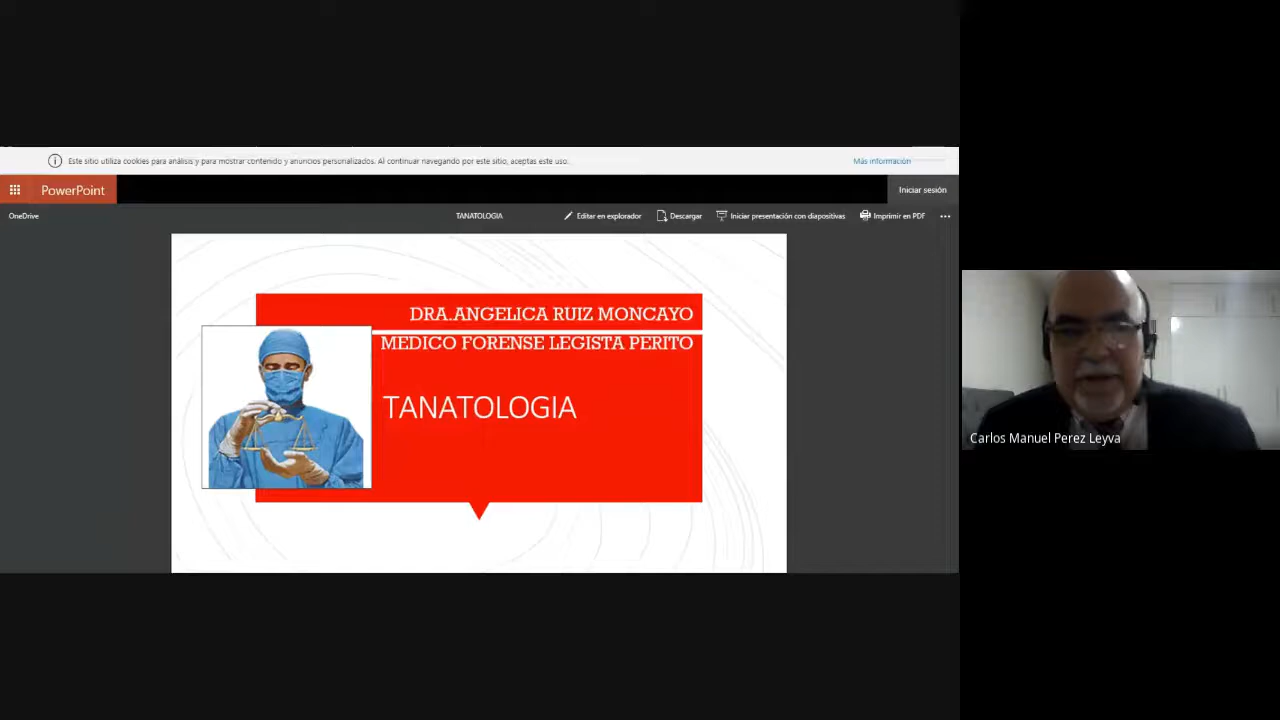 Este sitio utiliza cookies para análisis y para mostrar contenido y anuncios personalizados. Al continuar navegando por este sitio, aceptas este uso.
Más información
PowerPoint
Iniciar sesión
OneDrive
TANATOLOGIA
Editar en explorador
Descargar
Iniciar presentación con diapositivas
Imprimir en PDF
DRA.ANGELICA RUIZ MONCAYO
MEDICO FORENSE LEGISTA PERITO
TANATOLOGIA
Carlos Manuel Perez Leyva